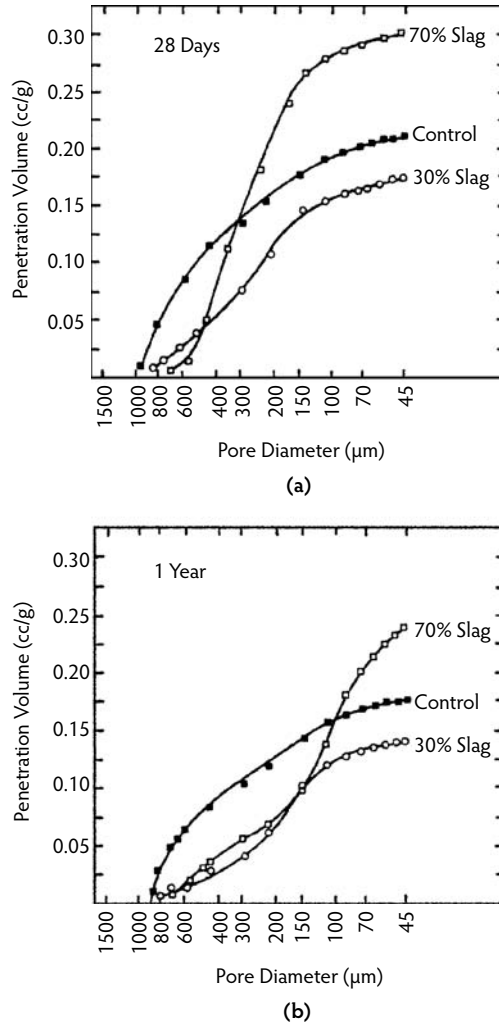 0.30
28 Days
70% Slag
0.25
Penetration Volume (cc/g)
0.20
Control
30% Slag
0.15
0.10
0.05
1500 1000 800 600 400 300 200 150 100 70 45
Pore Diameter (µm)
(a)
0.30
1 Year
0.25
70% Slag
Penetration Volume (cc/g)
0.20
Control
0.15
30% Slag
0.10
0.05
1500 1000 800 600 400 300 200 150 100 70 45
Pore Diameter (µm)
(b)